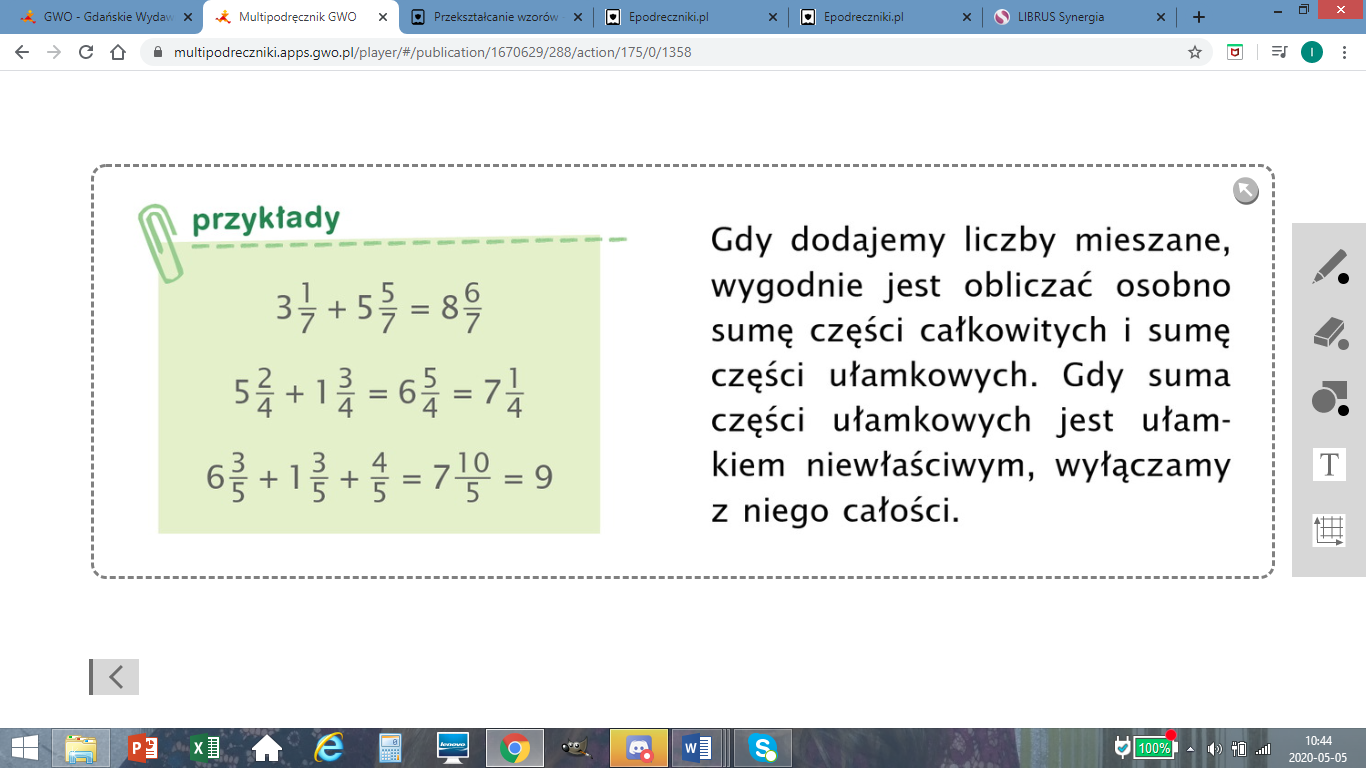 GWO - Gdańskie Wydaw
Multipodręcznik GWO
Przekształcanie wzorów
Epodreczniki.pl
Epodreczniki.pl
LIBRUS Synergia
multipodreczniki.apps.gwo.pl/player/#/publication/1670629/288/action/175/0/1358
I
przykłady
3 1/7 + 5 5/7 = 8 6/7
5 2/4 + 1 3/4 = 6 5/4 = 7 1/4
6 3/5 + 1 3/5 + 4/5 = 7 10/5 = 9
Gdy dodajemy liczby mieszane,
wygodnie jest obliczać osobno
sumę części całkowitych i sumę
części ułamkowych. Gdy suma
części ułamkowych jest ułam-
kiem niewłaściwym, wyłączamy
z niego całości.
T
lenovo
100%
10:44
2020-05-05